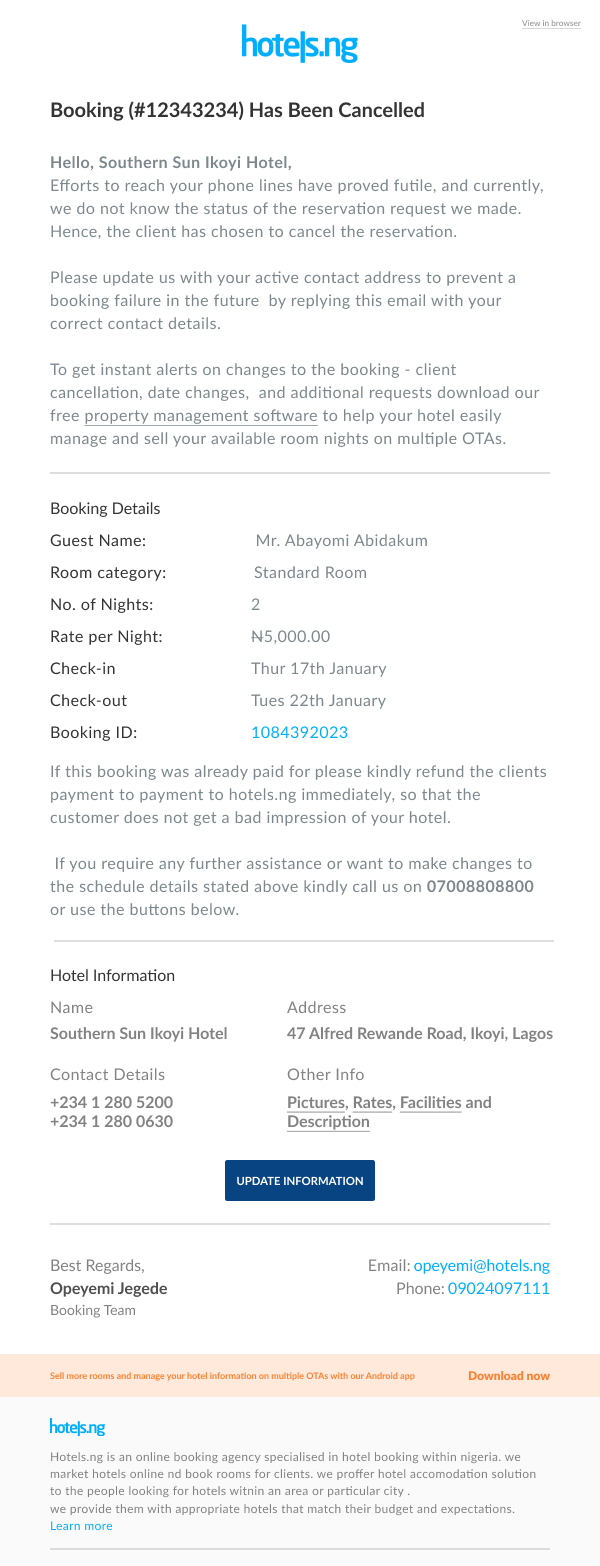 View in browser
hotels.ng
Booking (#12343234) Has Been Cancelled
Hello, Southern Sun Ikoyi Hotel,
Efforts to reach your phone lines have proved futile, and currently,
we do not know the status of the reservation request we made.
Hence, the client has chosen to cancel the reservation.
Please update us with your active contact address to prevent a
booking failure in the future  by replying this email with your
correct contact details.
To get instant alerts on changes to the booking - client
cancellation, date changes,  and additional requests download our
free property management software to help your hotel easily
manage and sell your available room nights on multiple OTAs.
Booking Details
Guest Name: Mr. Abayomi Abidakum
Room category: Standard Room
No. of Nights: 2
Rate per Night: ₦5,000.00
Check-in Thur 17th January
Check-out Tues 22th January
Booking ID: 1084392023
If this booking was already paid for please kindly refund the clients
payment to payment to hotels.ng immediately, so that the
customer does not get a bad impression of your hotel.
If you require any further assistance or want to make changes to
the schedule details stated above kindly call us on 07008808800
or use the buttons below.
Hotel Information
Name Address
Southern Sun Ikoyi Hotel 47 Alfred Rewande Road, Ikoyi, Lagos
Contact Details Other Info
+234 1 280 5200 Pictures, Rates, Facilities and
+234 1 280 0630 Description
UPDATE INFORMATION
Best Regards, Email: opeyemi@hotels.ng
Opeyemi Jegede Phone: 09024097111
Booking Team
Sell more rooms and manage your hotel information on multiple OTAs with our Android app Download now
hotels.ng
Hotels.ng is an online booking agency specialised in hotel booking within nigeria. we
market hotels online nd book rooms for clients. we proffer hotel accomodation solution
to the people looking for hotels witnin an area or particular city .
we provide them with appropriate hotels that match their budget and expectations.
Learn more